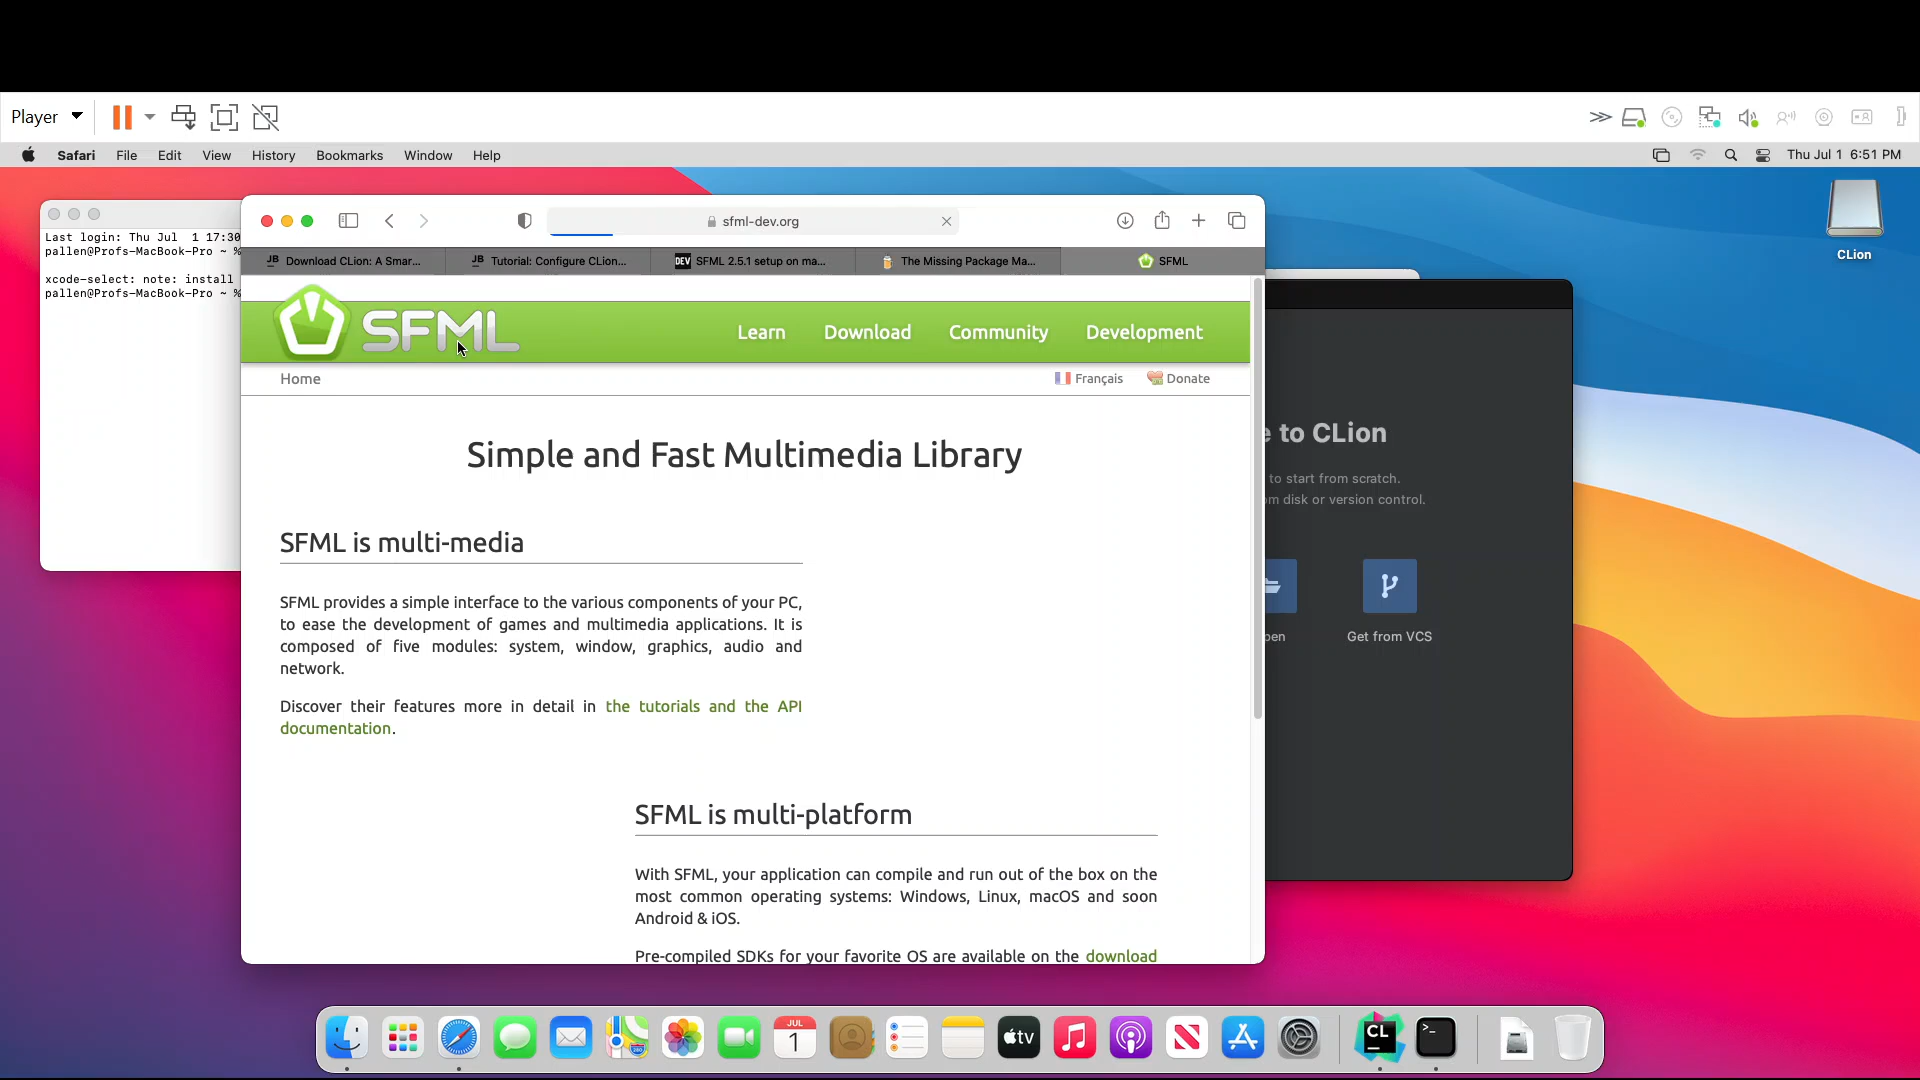 Player
Safari File Edit View History Bookmarks Window Help
Thu Jul 1 6:51 PM
Last login: Thu Jul 1 17:30
pallen@Profs-MacBook-Pro ~ %
xcode-select: note: install
pallen@Profs-MacBook-Pro ~ %
sfml-dev.org
JB Download CLion: A Smar...
JB Tutorial: Configure CLion...
DEV SFML 2.5.1 setup on ma...
The Missing Package Ma...
SFML
SFML
Learn Download Community Development
Home
Français Donate
Simple and Fast Multimedia Library
SFML is multi-media
SFML provides a simple interface to the various components of your PC,
to ease the development of games and multimedia applications. It is
composed of five modules: system, window, graphics, audio and
network.
Discover their features more in detail in the tutorials and the API
documentation.
SFML is multi-platform
With SFML, your application can compile and run out of the box on the
most common operating systems: Windows, Linux, macOS and soon
Android & iOS.
Pre-compiled SDKs for your favorite OS are available on the download
to CLion
to start from scratch.
disk or version control.
Get from VCS
CLion
JUL
1
tv
CL